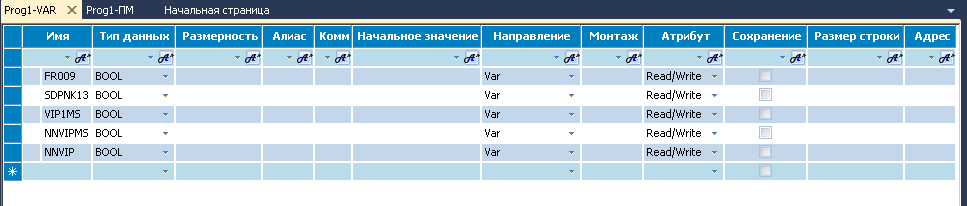 Prog1-VAR Prog1-ПМ Начальная страница
Имя Тип данных Размерность Алиас Комм Начальное значение Направление Монтаж Атрибут Сохранение Размер строки Адрес
FR009 BOOL Var Read/Write
SDPNK13 BOOL Var Read/Write
VIP1MS BOOL Var Read/Write
NNVIPMS BOOL Var Read/Write
NNVIP BOOL Var Read/Write